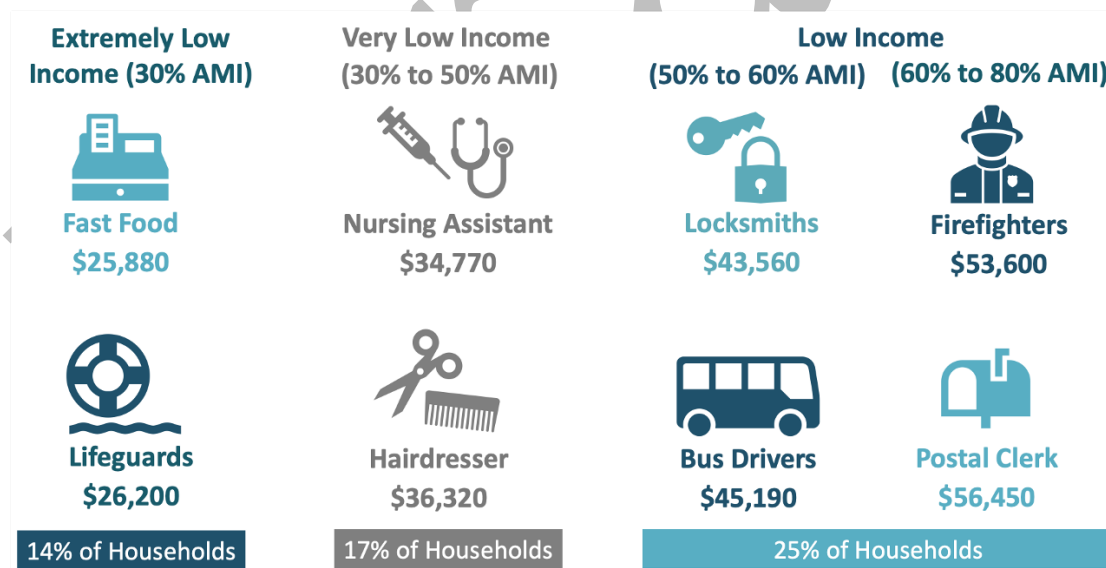 Extremely Low
Income (30% AMI)
Fast Food
$25,880
Lifeguards
$26,200
14% of Households
Very Low Income
(30% to 50% AMI)
Nursing Assistant
$34,770
Hairdresser
$36,320
17% of Households
Low Income
(50% to 60% AMI)
(60% to 80% AMI)
Locksmiths
$43,560
Firefighters
$53,600
Bus Drivers
$45,190
Postal Clerk
$56,450
25% of Households